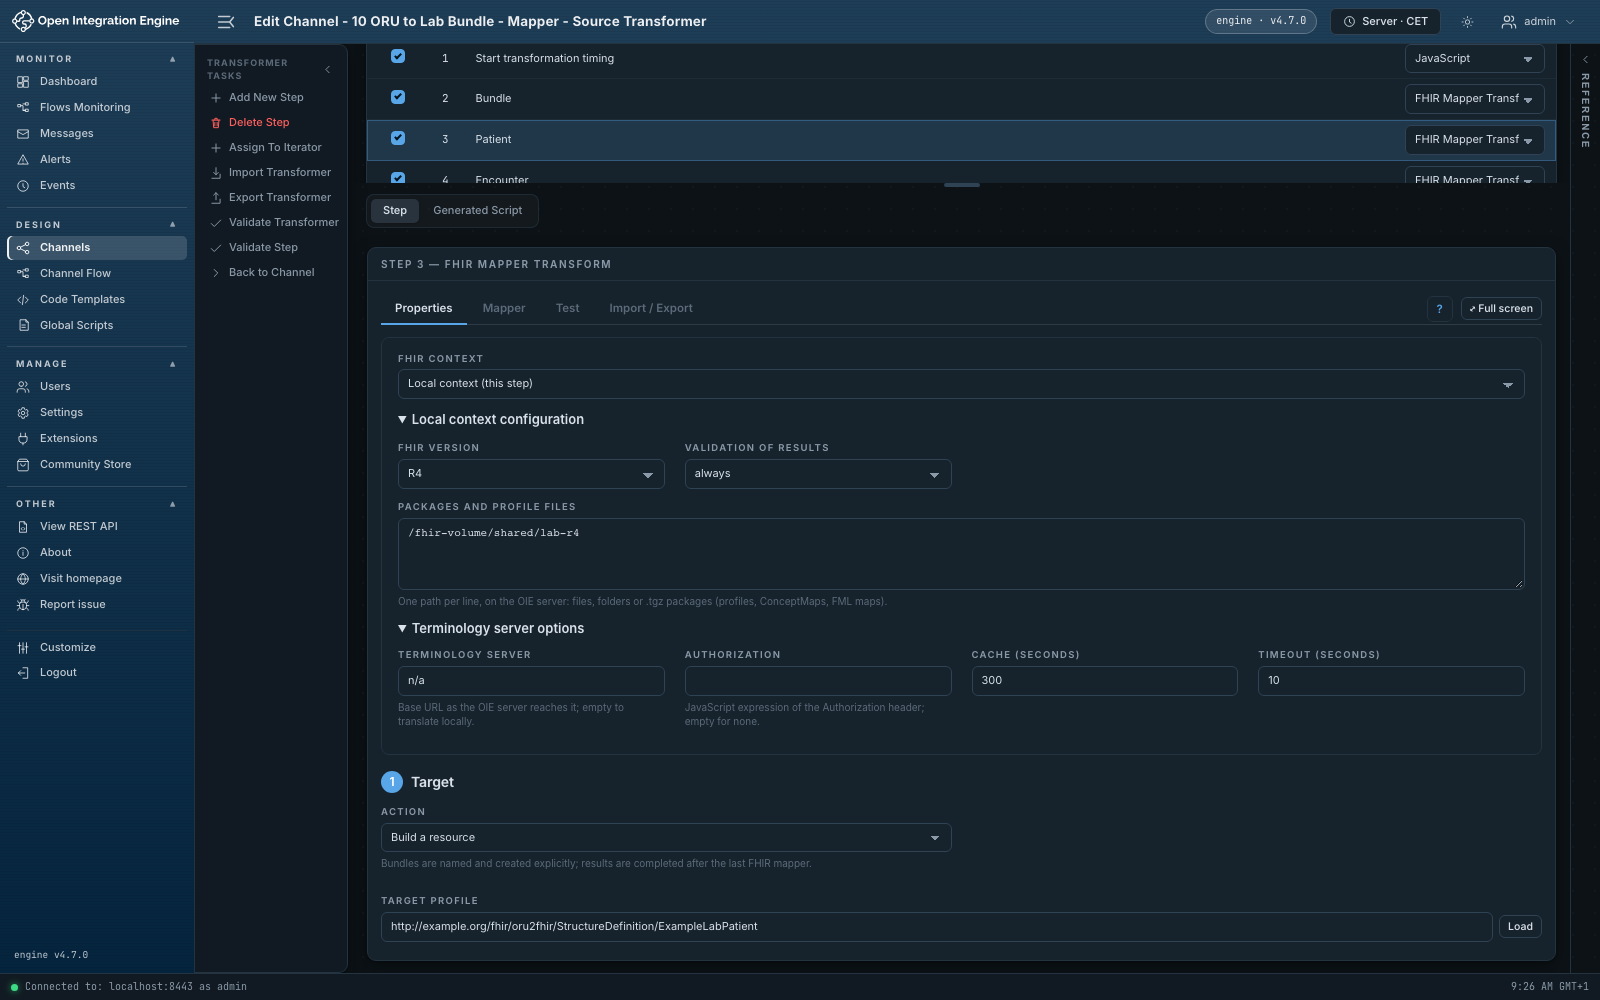 Open Integration Engine
Edit Channel - 10 ORU to Lab Bundle - Mapper - Source Transformer
engine · v4.7.0
Server · CET
admin
MONITOR
Dashboard
Flows Monitoring
Messages
Alerts
Events
DESIGN
Channels
Channel Flow
Code Templates
Global Scripts
MANAGE
Users
Settings
Extensions
Community Store
OTHER
View REST API
About
Visit homepage
Report issue
Customize
Logout
engine v4.7.0
TRANSFORMER
TASKS
Add New Step
Delete Step
Assign To Iterator
Import Transformer
Export Transformer
Validate Transformer
Validate Step
Back to Channel
1 Start transformation timing JavaScript
2 Bundle FHIR Mapper Transf
3 Patient FHIR Mapper Transf
4 Encounter FHIR Mapper Transf
REFERENCE
Step Generated Script
STEP 3 — FHIR MAPPER TRANSFORM
Properties Mapper Test Import / Export
? Full screen
FHIR CONTEXT
Local context (this step)
Local context configuration
FHIR VERSION VALIDATION OF RESULTS
R4 always
PACKAGES AND PROFILE FILES
/fhir-volume/shared/lab-r4
One path per line, on the OIE server: files, folders or .tgz packages (profiles, ConceptMaps, FML maps).
Terminology server options
TERMINOLOGY SERVER AUTHORIZATION CACHE (SECONDS) TIMEOUT (SECONDS)
n/a 300 10
Base URL as the OIE server reaches it; empty to
translate locally.
JavaScript expression of the Authorization header;
empty for none.
1 Target
ACTION
Build a resource
Bundles are named and created explicitly; results are completed after the last FHIR mapper.
TARGET PROFILE
http://example.org/fhir/oru2fhir/StructureDefinition/ExampleLabPatient Load
Connected to: localhost:8443 as admin
9:26 AM GMT+1